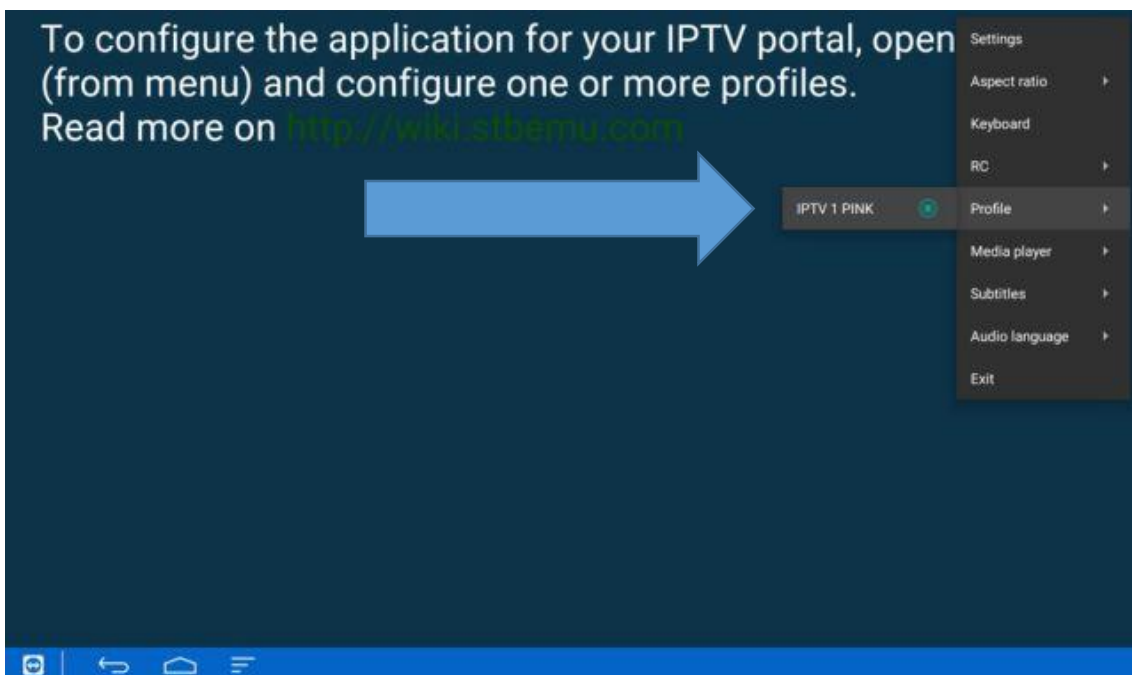 To configure the application for your IPTV portal, open
(from menu) and configure one or more profiles.
Read more on http://wiki.stbemu.com
Settings
Aspect ratio
Keyboard
RC
IPTV 1 PINK
Profile
Media player
Subtitles
Audio language
Exit